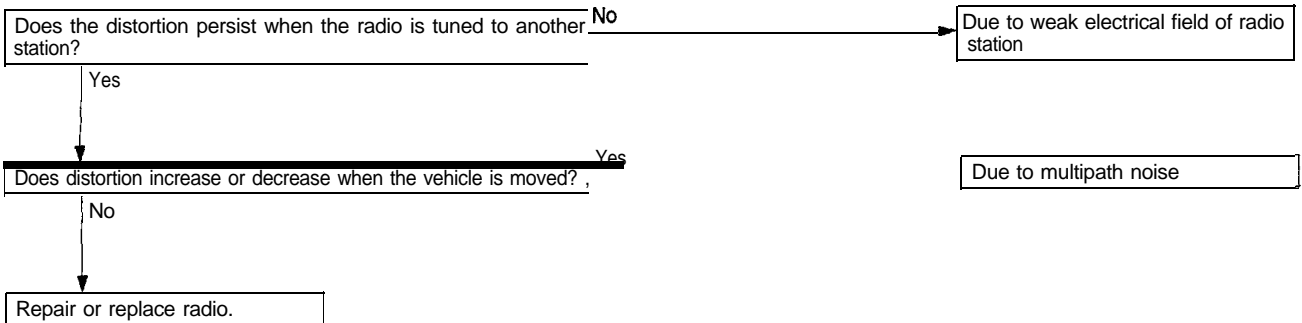 Does the distortion persist when the radio is tuned to another
station?
No
Due to weak electrical field of radio
station
Yes
Does distortion increase or decrease when the vehicle is moved? ,
Yes
Due to multipath noise
No
Repair or replace radio.